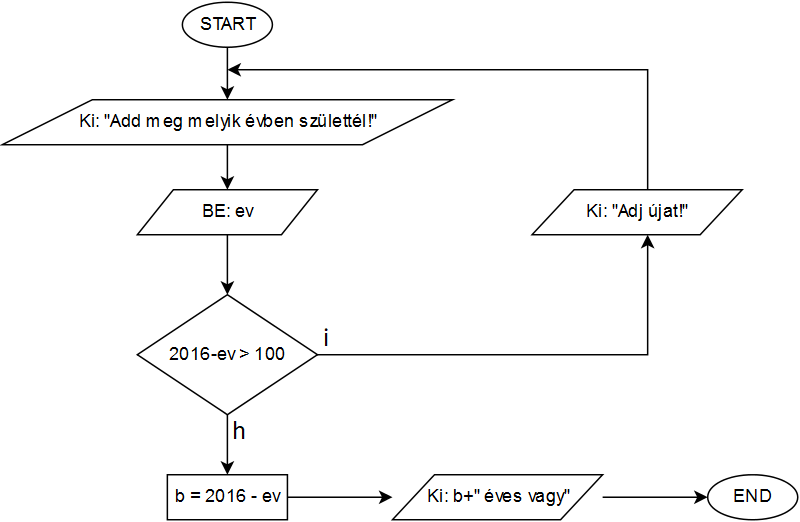 START
Ki: "Add meg melyik évben születtél!"
BE: ev
Ki: "Adj újat!"
2016-ev > 100
i
h
b = 2016 - ev
Ki: b+" éves vagy"
END